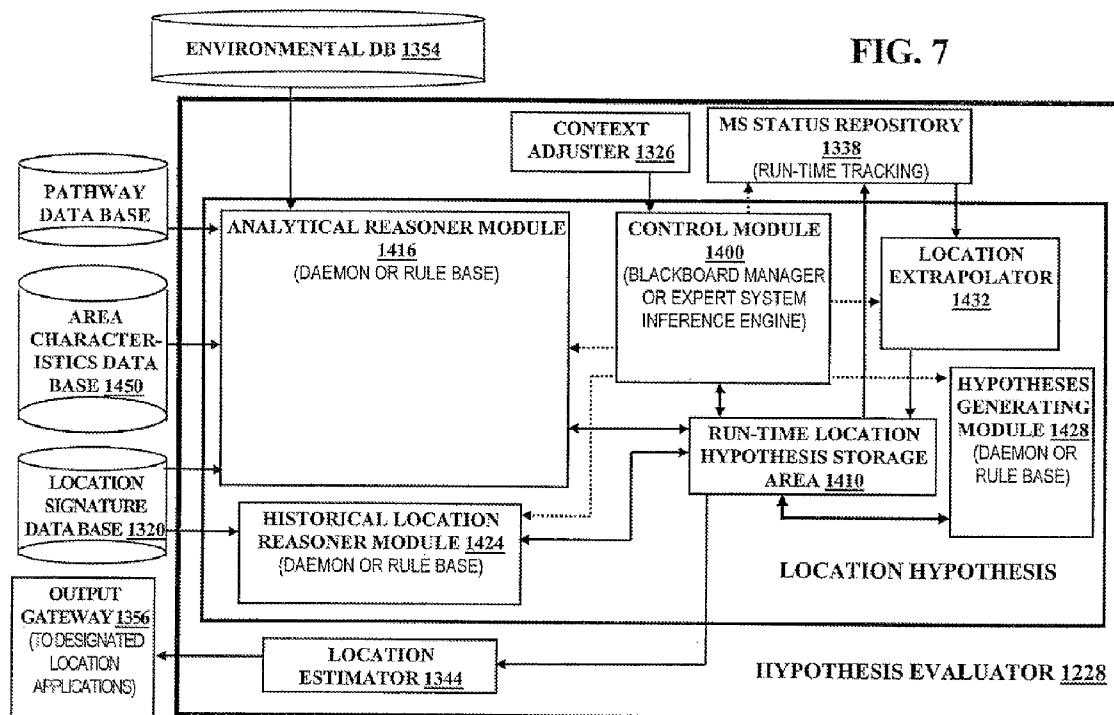 FIG. 7
ENVIRONMENTAL DB 1354
CONTEXT
ADJUSTER 1326
MS STATUS REPOSITORY
1338
(RUN-TIME TRACKING)
PATHWAY
DATA BASE
ANALYTICAL REASONER MODULE
1416
(DAEMON OR RULE BASE)
CONTROL MODULE
1400
(BLACKBOARD MANAGER
OR EXPERT SYSTEM
INFERENCE ENGINE)
LOCATION
EXTRAPOLATOR
1432
AREA
CHARACTER-
ISTICS DATA
BASE 1450
HYPOTHESES
GENERATING
MODULE 1428
(DAEMON OR
RULE BASE)
RUN-TIME LOCATION
HYPOTHESIS STORAGE
AREA 1410
LOCATION
SIGNATURE
DATA BASE 1320
HISTORICAL LOCATION
REASONER MODULE 1424
(DAEMON OR RULE BASE)
LOCATION HYPOTHESIS
OUTPUT
GATEWAY 1356
(TO DESIGNATED
LOCATION
APPLICATIONS)
LOCATION
ESTIMATOR 1344
HYPOTHESIS EVALUATOR 1228